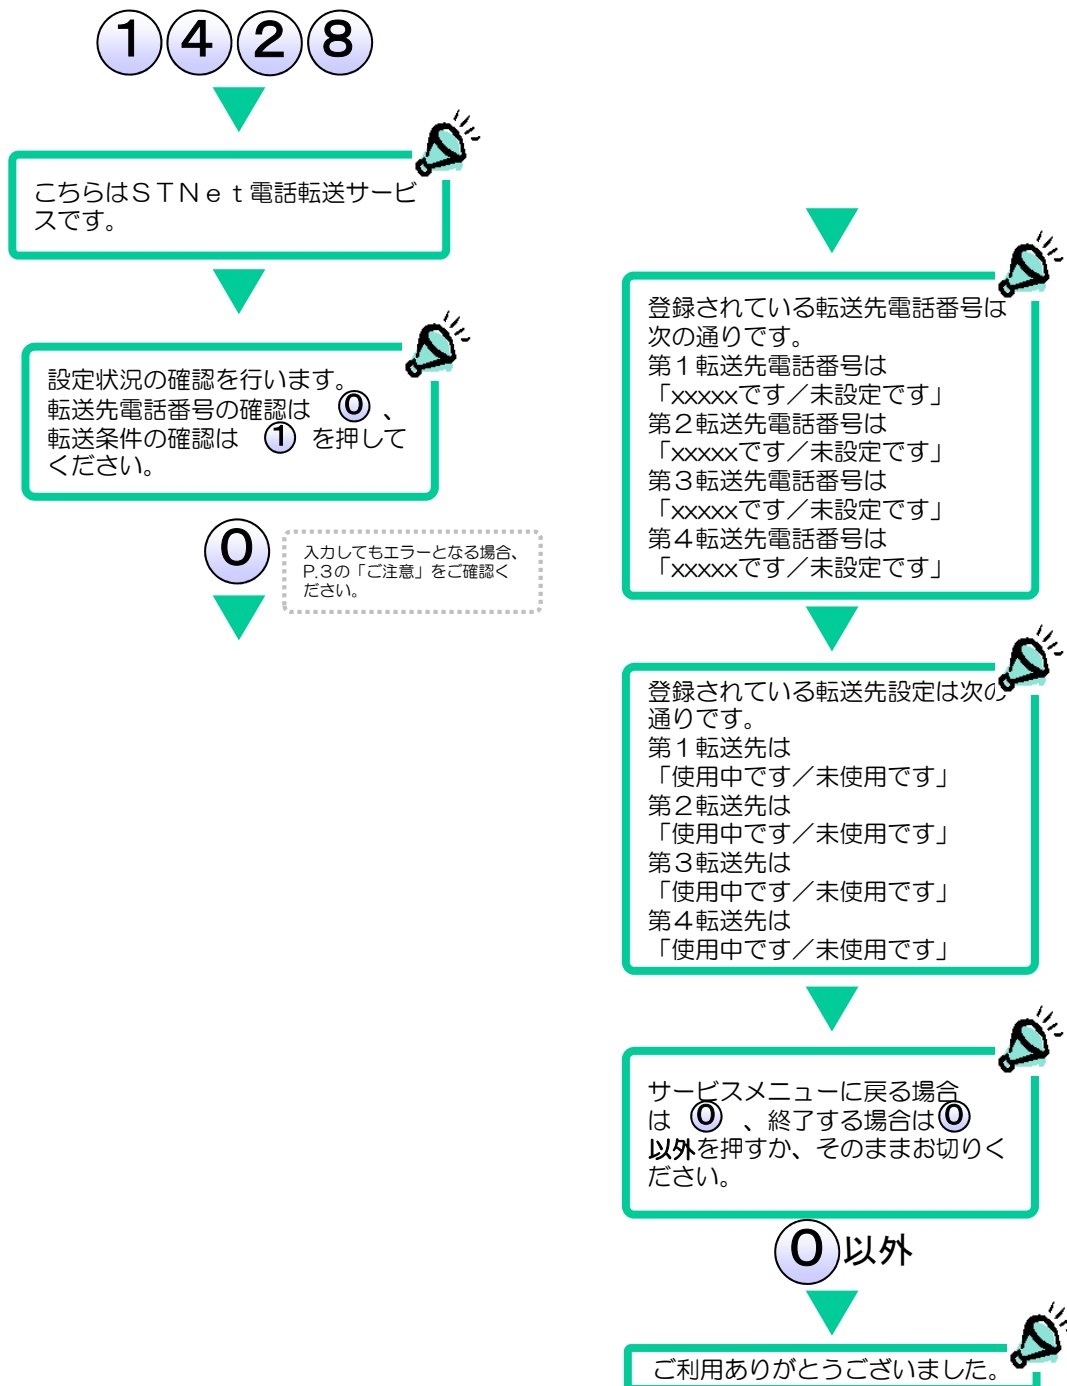 1428
こちらはSTNet電話転送サービ
スです。
設定状況の確認を行います。
転送先電話番号の確認は 0 、
転送条件の確認は 1 を押して
ください。
0
入力してもエラーとなる場合、
P.3の「ご注意」をご確認く
ださい。
登録されている転送先電話番号は
次の通りです。
第1転送先電話番号は
「xxxxxです／未設定です」
第2転送先電話番号は
「xxxxxです／未設定です」
第3転送先電話番号は
「xxxxxです／未設定です」
第4転送先電話番号は
「xxxxxです／未設定です」
登録されている転送先設定は次の
通りです。
第1転送先は
「使用中です／未使用です」
第2転送先は
「使用中です／未使用です」
第3転送先は
「使用中です／未使用です」
第4転送先は
「使用中です／未使用です」
サービスメニューに戻る場合
は 0 、終了する場合は0
以外を押すか、そのままお切りく
ださい。
0以外
ご利用ありがとうございました。